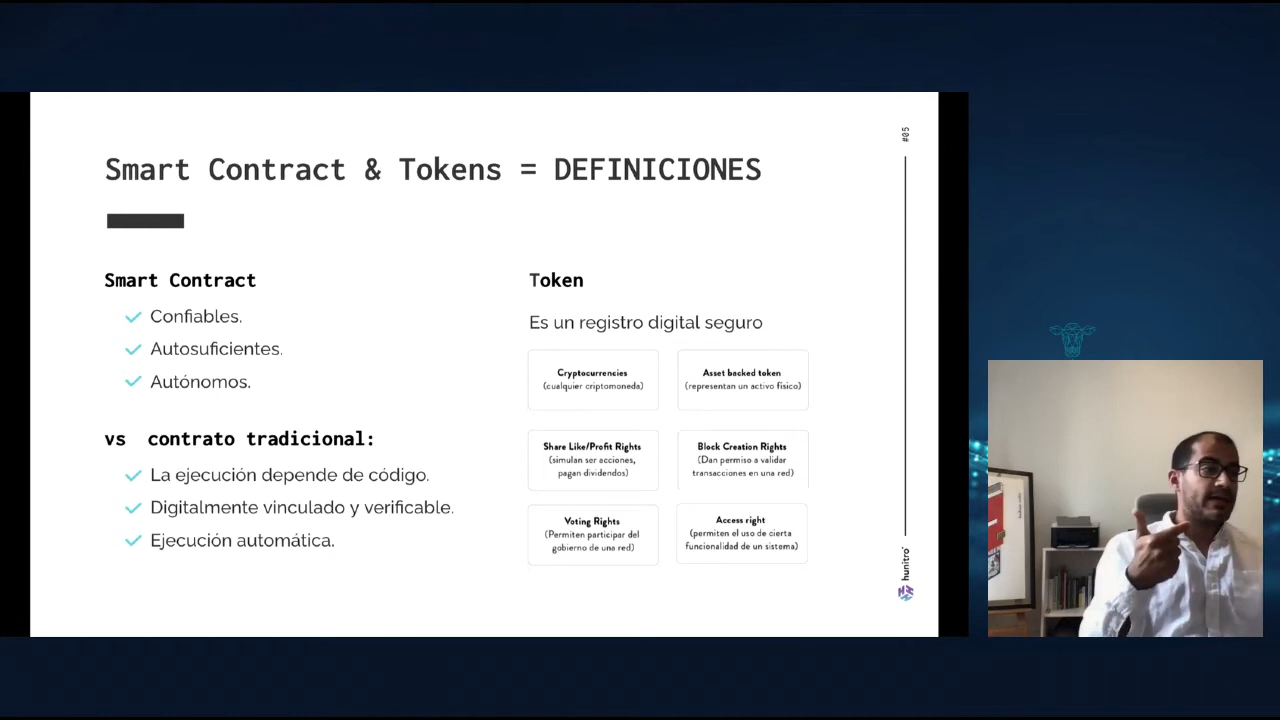 #05
Smart Contract & Tokens = DEFINICIONES
Smart Contract
Confiables.
Autosuficientes.
Autónomos.
vs contrato tradicional:
La ejecución depende de código.
Digitalmente vinculado y verificable.
Ejecución automática.
Token
Es un registro digital seguro
Cryptocurrencies
(cualquier criptomoneda)
Asset backed token
(representan un activo físico)
Share Like/Profit Rights
(simulan ser acciones,
pagan dividendos)
Block Creation Rights
(Dan permiso a validar
transacciones en una red)
Voting Rights
(Permiten participar del
gobierno de una red)
Access right
(permiten el uso de cierta
funcionalidad de un sistema)
hunitro